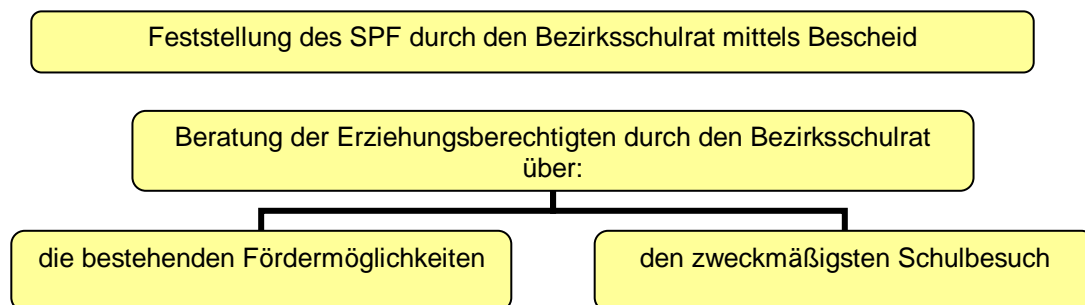 Feststellung des SPF durch den Bezirksschulrat mittels Bescheid
Beratung der Erziehungsberechtigten durch den Bezirksschulrat
über:
die bestehenden Fördermöglichkeiten
den zweckmäßigsten Schulbesuch